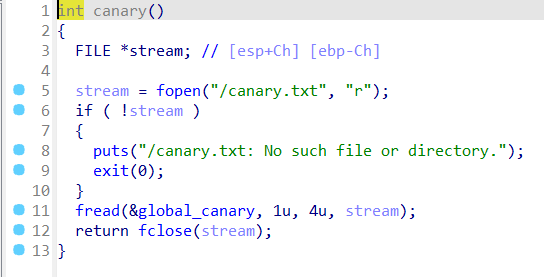 1 int canary()
2 {
3 FILE *stream; // [esp+Ch] [ebp-Ch]
4
5 stream = fopen("/canary.txt", "r");
6 if ( !stream )
7 {
8 puts("/canary.txt: No such file or directory.");
9 exit(0);
10 }
11 fread(&global_canary, 1u, 4u, stream);
12 return fclose(stream);
13 }